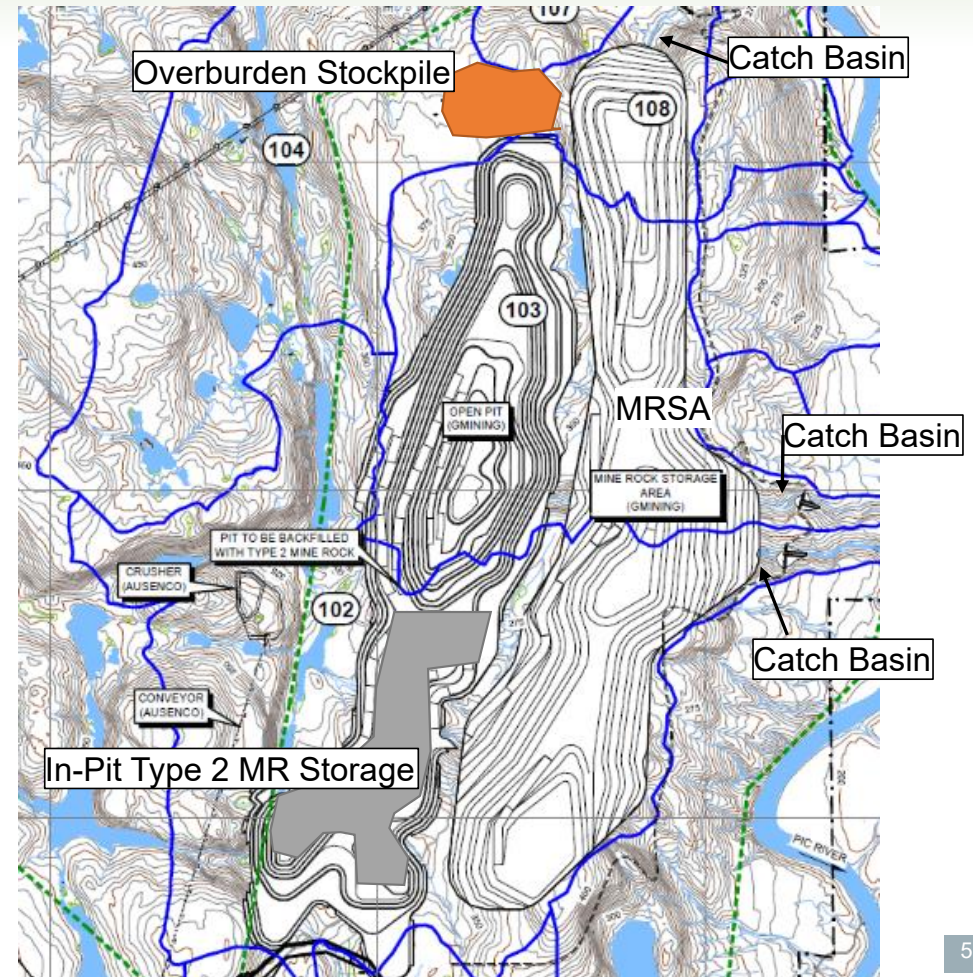 107
Overburden Stockpile
Catch Basin
108
104
103
OPEN PIT
(GMINING)
MRSA
Catch Basin
MINE ROCK STORAGE
AREA
(GMINING)
PIT TO BE BACKFILLED
WITH TYPE 2 MINE ROCK
CRUSHER
(AUSENCO)
102
275
Catch Basin
CONVEYOR
(AUSENCO)
In-Pit Type 2 MR Storage
PIC RIVER
5